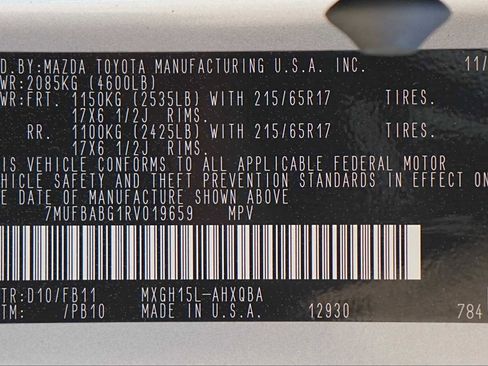 D.BY:MAZDA TOYOTA MANUFACTURING U.S.A. INC. 11/
WR:2085KG (4600LB)
WR:FRT. 1150KG (2535LB) WITH 215/65R17 TIRES.
17X6 1/2J RIMS.
RR. 1100KG (2425LB) WITH 215/65R17 TIRES.
17X6 1/2J RIMS.
IS VEHICLE CONFORMS TO ALL APPLICABLE FEDERAL MOTOR
EHICLE SAFETY AND THEFT PREVENTION STANDARDS IN EFFECT ON
E DATE OF MANUFACTURE SHOWN ABOVE
7MUFBABG1RV019659 MPV
TR:D10/FB11 MXGH15L-AHXQBA
TM: /PB10 MADE IN U.S.A. 12930 784